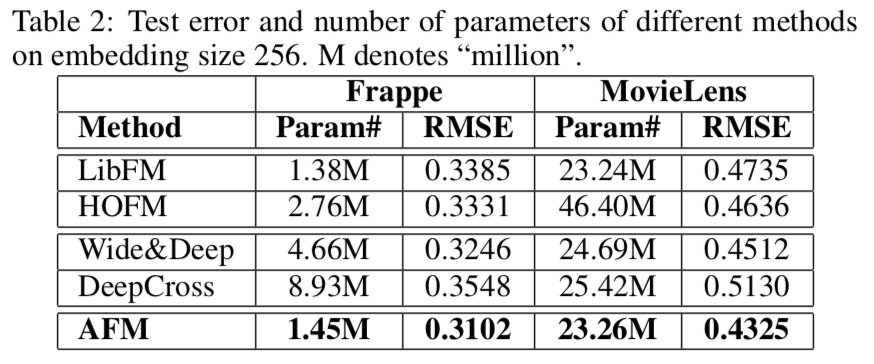 Table 2: Test error and number of parameters of different methods
on embedding size 256. M denotes “million”.
Frappe MovieLens
Method Param# RMSE Param# RMSE
LibFM 1.38M 0.3385 23.24M 0.4735
HOFM 2.76M 0.3331 46.40M 0.4636
Wide&Deep 4.66M 0.3246 24.69M 0.4512
DeepCross 8.93M 0.3548 25.42M 0.5130
AFM 1.45M 0.3102 23.26M 0.4325